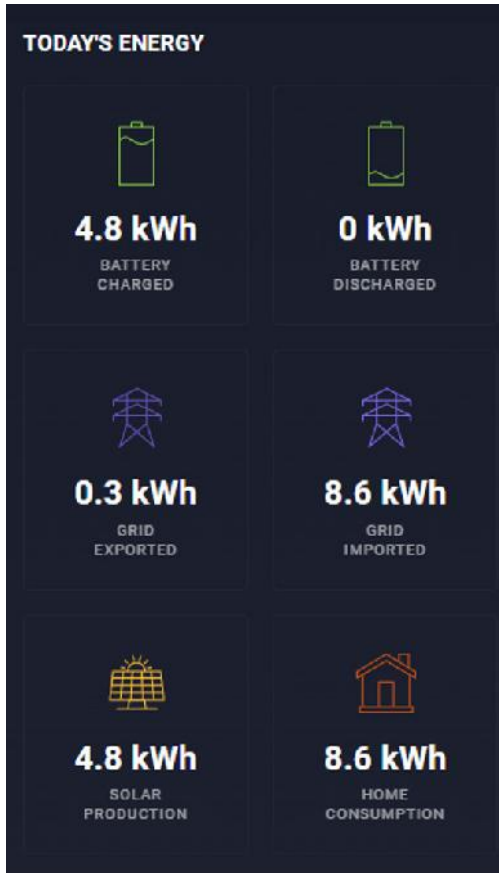 TODAY'S ENERGY
4.8 kWh
BATTERY
CHARGED
0 kWh
BATTERY
DISCHARGED
0.3 kWh
GRID
EXPORTED
8.6 kWh
GRID
IMPORTED
4.8 kWh
SOLAR
PRODUCTION
8.6 kWh
HOME
CONSUMPTION